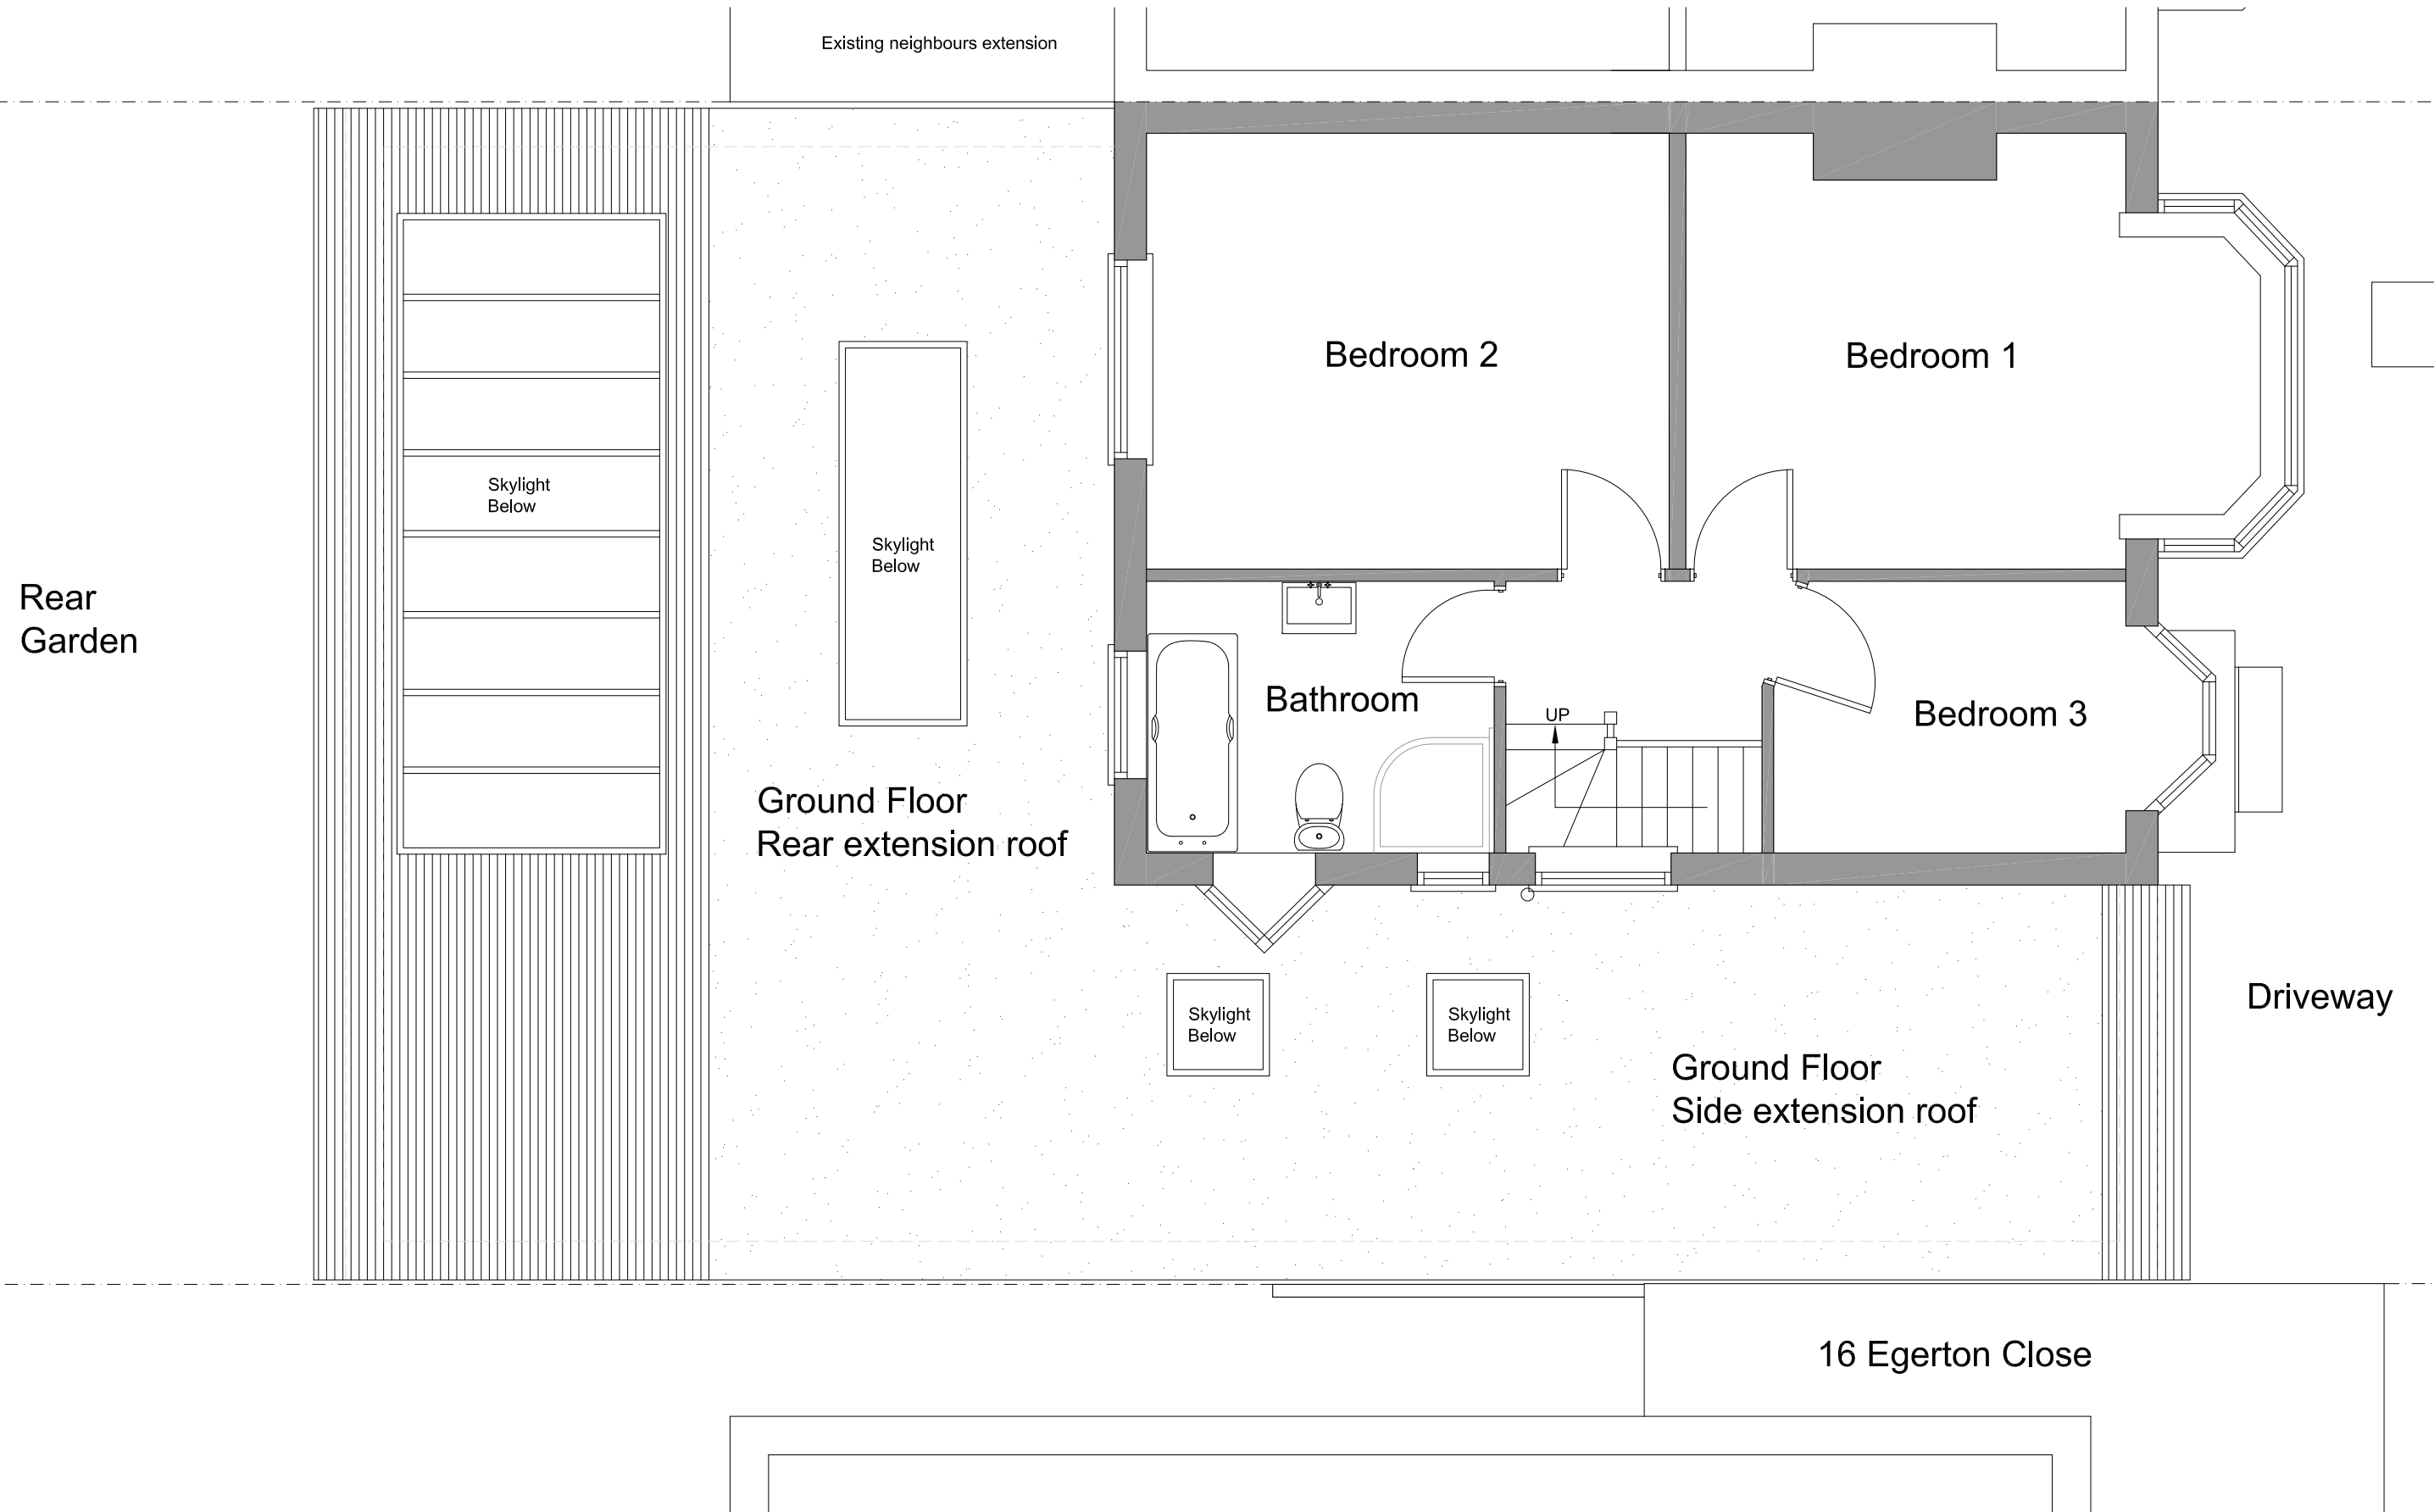 Existing neighbours extension
Bedroom 2
Bedroom 1
Skylight
Below
Skylight
Below
Rear
Garden
Bathroom
UP
Bedroom 3
Ground Floor
Rear extension roof
Skylight
Below
Skylight
Below
Driveway
Ground Floor
Side extension roof
16 Egerton Close